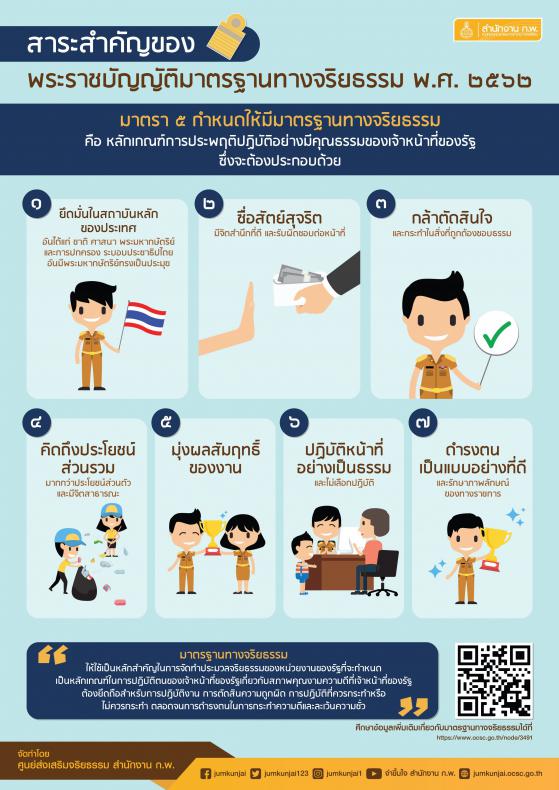 สาระสำคัญของ
สำนักงาน ก.พ.
พระราชบัญญัติมาตรฐานทางจริยธรรม พ.ศ. ๒๕๖๒
มาตรา ๕ กำหนดให้มีมาตรฐานทางจริยธรรม
คือ หลักเกณฑ์การประพฤติปฏิบัติอย่างมีคุณธรรมของเจ้าหน้าที่ของรัฐ
ซึ่งจะต้องประกอบด้วย
๑
ยึดมั่นในสถาบันหลัก
ของประเทศ
อันได้แก่ ชาติ ศาสนา พระมหากษัตริย์
และการปกครอง ระบอบประชาธิปไตย
อันมีพระมหากษัตริย์ทรงเป็นประมุข
๒
ซื่อสัตย์สุจริต
มีจิตสำนึกที่ดี และรับผิดชอบต่อหน้าที่
๓
กล้าตัดสินใจ
และกระทำในสิ่งที่ถูกต้องชอบธรรม
๔
คิดถึงประโยชน์
ส่วนรวม
มากกว่าประโยชน์ส่วนตัว
และมีจิตสาธารณะ
๕
มุ่งผลสัมฤทธิ์
ของงาน
๖
ปฏิบัติหน้าที่
อย่างเป็นธรรม
และไม่เลือกปฏิบัติ
๗
ดำรงตน
เป็นแบบอย่างที่ดี
และรักษาภาพลักษณ์
ของทางราชการ
มาตรฐานทางจริยธรรม
ให้ใช้เป็นหลักสำคัญในการจัดทำประมวลจริยธรรมของหน่วยงานของรัฐที่จะกำหนด
เป็นหลักเกณฑ์ในการปฏิบัติตนของเจ้าหน้าที่ของรัฐเกี่ยวกับสภาพคุณงามความดีที่เจ้าหน้าที่ของรัฐ
ต้องยึดถือสำหรับการปฏิบัติงาน การตัดสินความถูกผิด การปฏิบัติที่ควรกระทำหรือ
ไม่ควรกระทำ ตลอดจนการดำรงตนในการกระทำความดีและละเว้นความชั่ว
ศึกษาข้อมูลเพิ่มเติมเกี่ยวกับมาตรฐานทางจริยธรรมได้ที่
https://www.ocsc.go.th/node/3491
จัดทำโดย
ศูนย์ส่งเสริมจริยธรรม สำนักงาน ก.พ.
jumkunjai jumkunjai123 jumkunjai1 จำขึ้นใจ สำนักงาน ก.พ. jumkunjai.ocsc.go.th